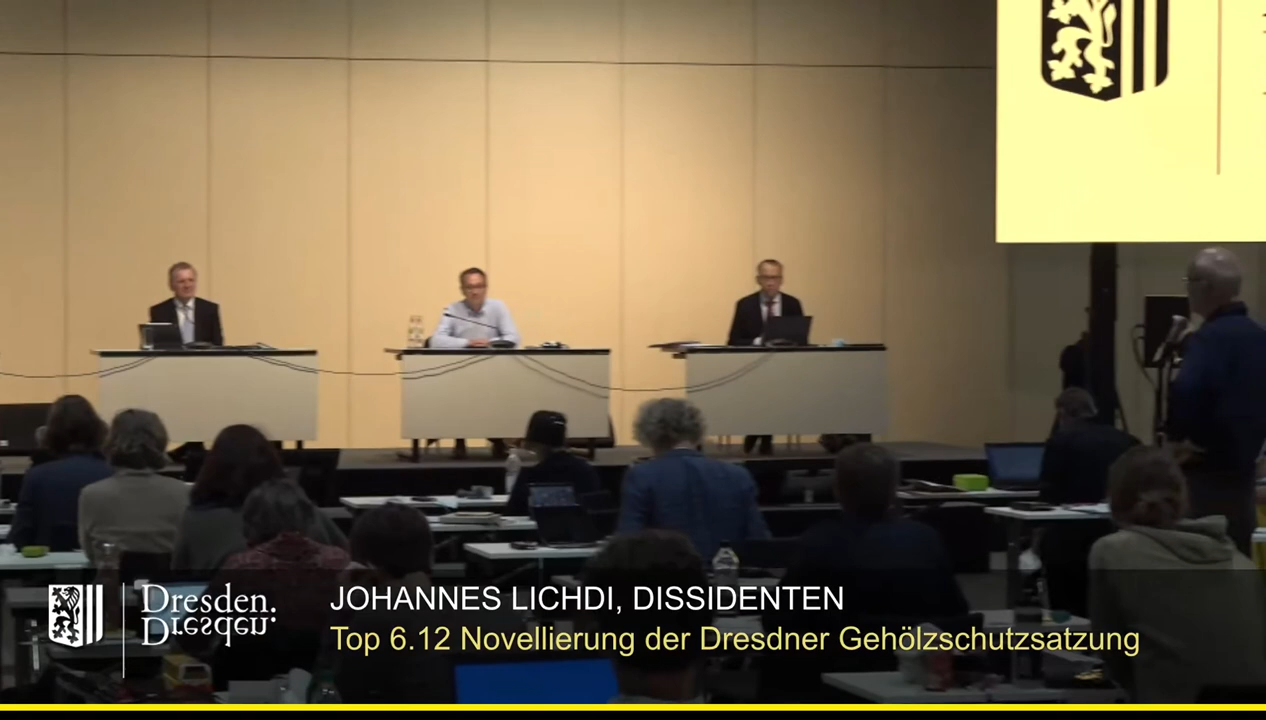 Dresden.
Dresden.
JOHANNES LICHDI, DISSIDENTEN
Top 6.12 Novellierung der Dresdner Gehölzschutzsatzung